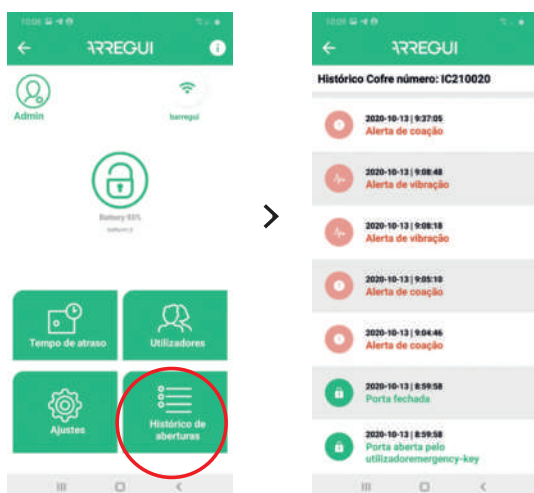 10:06
ARREGUI
Admin
barregui
Battery 93%
Tempo de atraso
Utilizadores
Ajustes
Histórico de
aberturas
10:06
ARREGUI
Histórico Cofre número: IC210020
2020-10-13 | 9:37:05
Alerta de coação
2020-10-13 | 9:08:48
Alerta de vibração
2020-10-13 | 9:08:18
Alerta de vibração
2020-10-13 | 9:05:10
Alerta de coação
2020-10-13 | 9:04:46
Alerta de coação
2020-10-13 | 8:59:58
Porta fechada
2020-10-13 | 8:59:58
Porta aberta pelo
utilizadoremergency-key